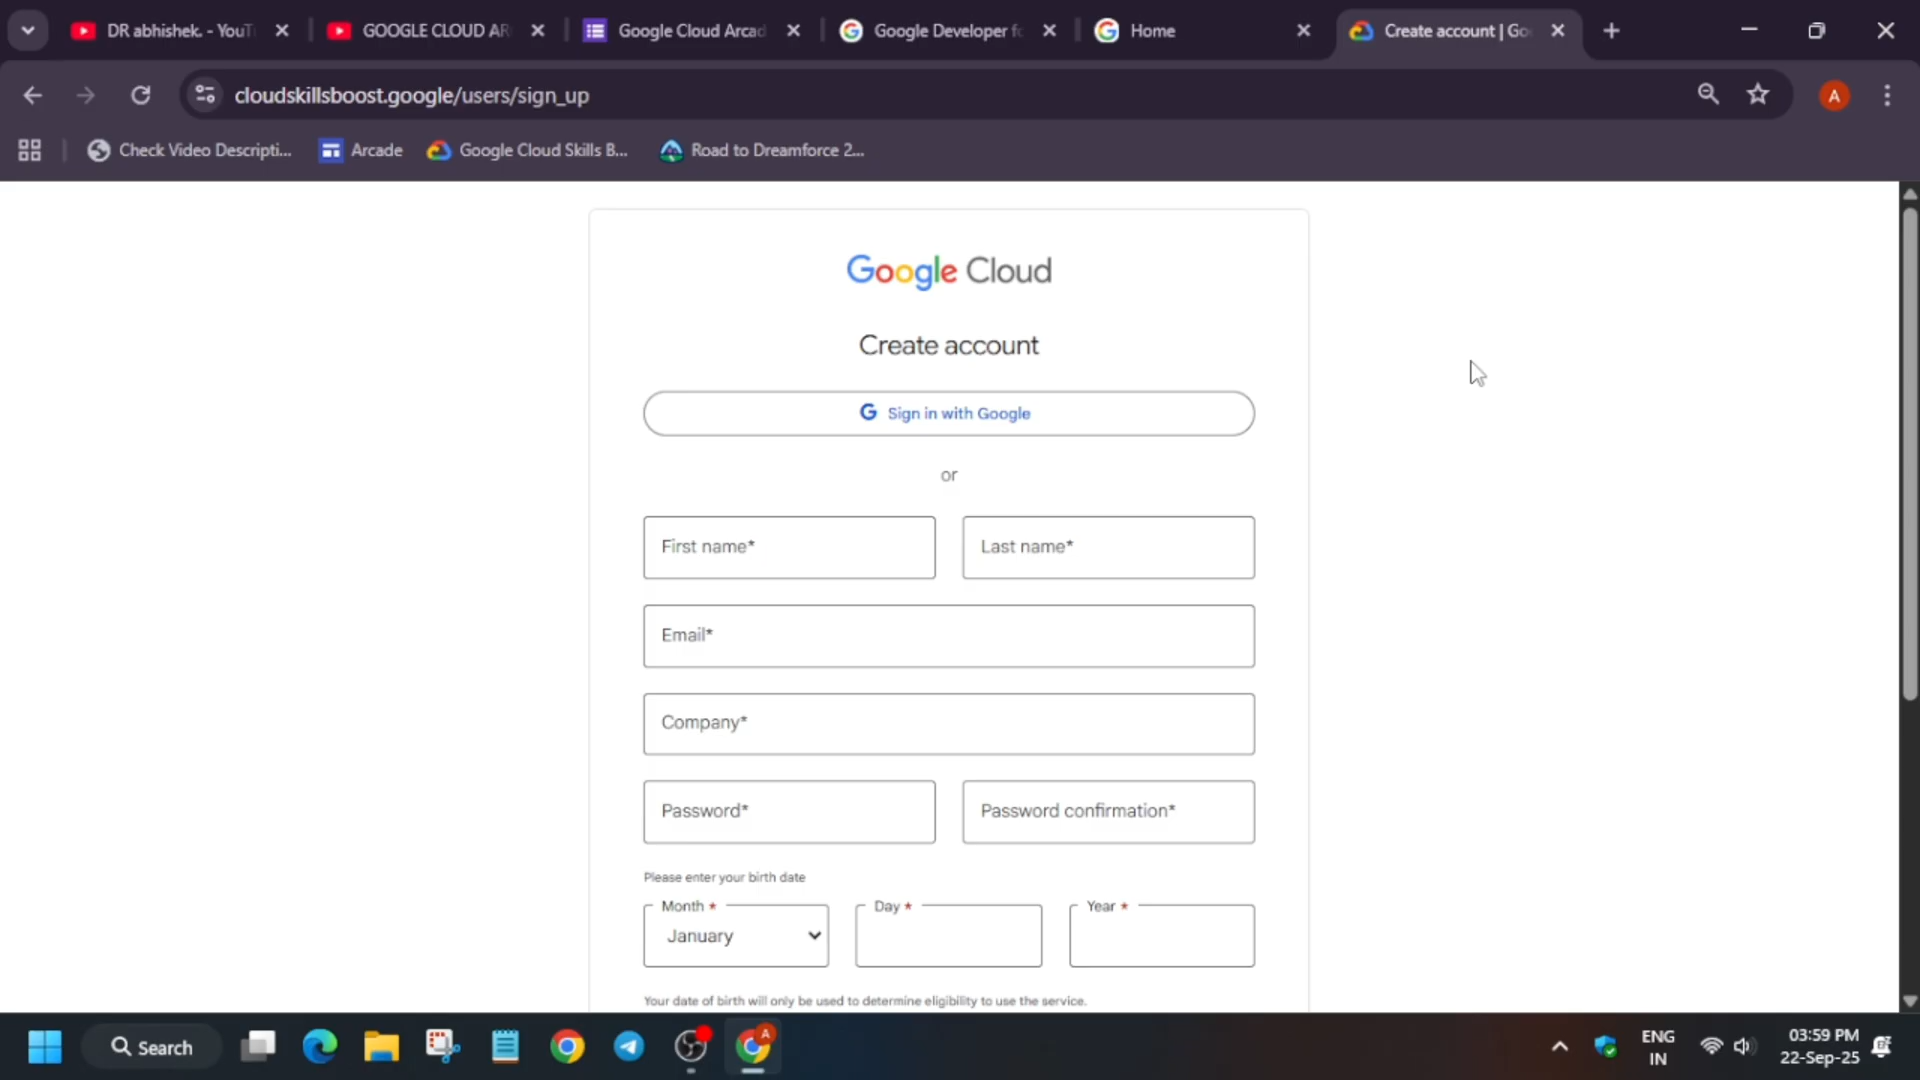 DR abhishek. - YouT
GOOGLE CLOUD AR
Google Cloud Arcad
Google Developer fo
Home
Create account | Go
cloudskillsboost.google/users/sign_up
A
Check Video Descripti...
Arcade
Google Cloud Skills B...
Road to Dreamforce 2...
Google Cloud
Create account
G Sign in with Google
or
First name*
Last name*
Email*
Company*
Password*
Password confirmation*
Please enter your birth date
Month *
Day *
Year *
January
Your date of birth will only be used to determine eligibility to use the service.
Search
A
ENG
IN
03:59 PM
22-Sep-25